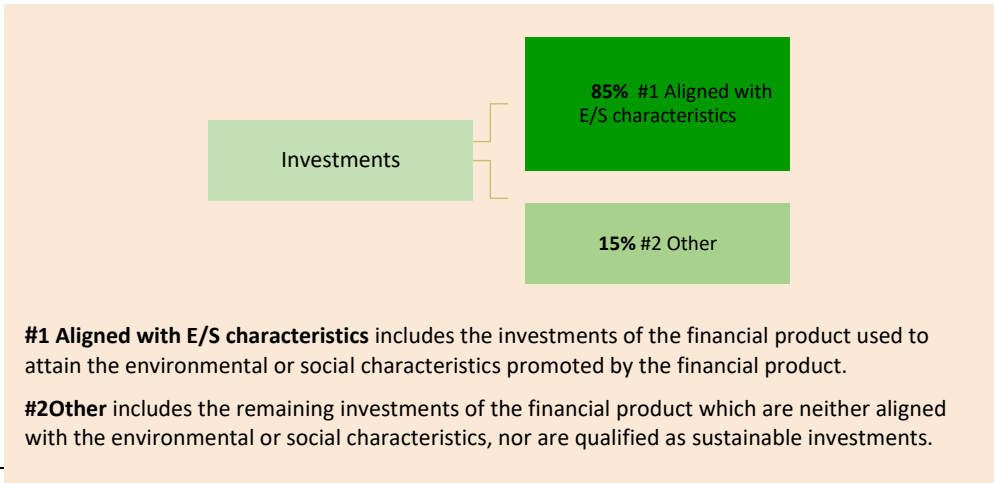 85% #1 Aligned with
E/S characteristics
Investments
15% #2 Other
#1 Aligned with E/S characteristics includes the investments of the financial product used to
attain the environmental or social characteristics promoted by the financial product.
#2Other includes the remaining investments of the financial product which are neither aligned
with the environmental or social characteristics, nor are qualified as sustainable investments.